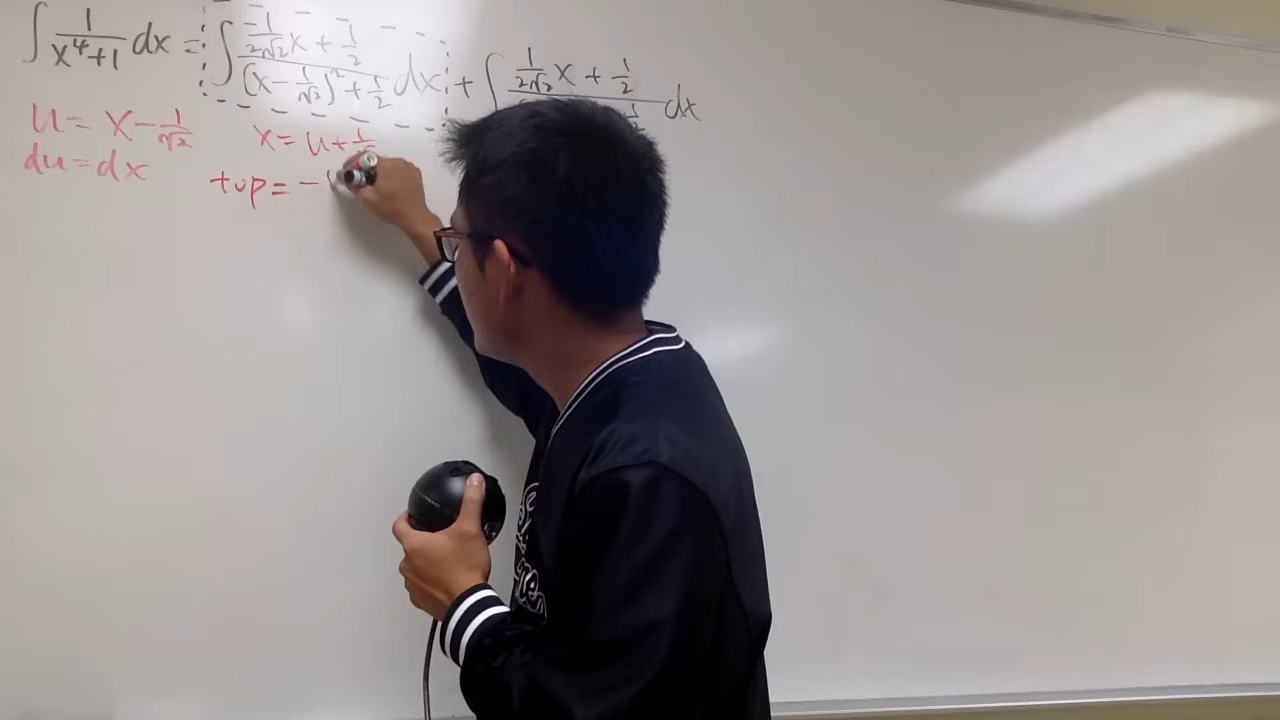 ∫ 1/(x⁴+1) dx = ∫ (-1/(2√2) x + 1/2)/((x - 1/√2)² + 1/2) dx + ∫ (1/(2√2) x + 1/2)/ dx
u = x - 1/√2   x = u + 1/
du = dx   top = -